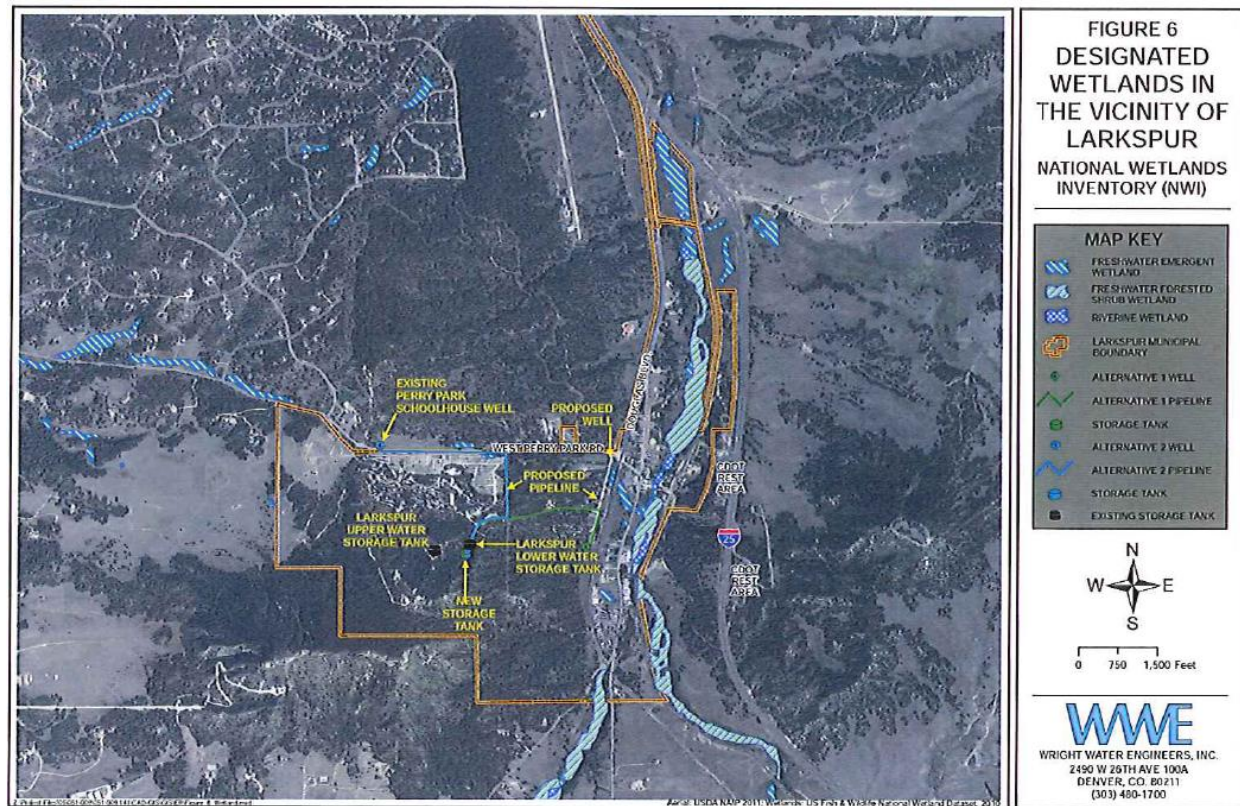 EXISTING
PERRY PARK
SCHOOLHOUSE WELL
PROPOSED
WELL
DOUGLAS BLVD
WEST PERRY PARK RD
PROPOSED
PIPELINE
CDOT
REST
AREA
LARKSPUR
UPPER WATER
STORAGE TANK
LARKSPUR
LOWER WATER
STORAGE TANK
25
CDOT
REST
AREA
NEW
STORAGE
TANK
Aerial: USDA NAIP 2011; Wetlands: US Fish & Wildlife National Wetland Dataset, 2010
FIGURE 6
DESIGNATED
WETLANDS IN
THE VICINITY OF
LARKSPUR
NATIONAL WETLANDS
INVENTORY (NWI)
MAP KEY
FRESHWATER EMERGENT
WETLAND
FRESHWATER FORESTED
SHRUB WETLAND
RIVERINE WETLAND
LARKSPUR MUNICIPAL
BOUNDARY
ALTERNATIVE 1 WELL
ALTERNATIVE 1 PIPELINE
STORAGE TANK
ALTERNATIVE 2 WELL
ALTERNATIVE 2 PIPELINE
STORAGE TANK
EXISTING STORAGE TANK
N
W E
S
0 750 1,500 Feet
WWE
WRIGHT WATER ENGINEERS, INC.
2490 W 26TH AVE 100A
DENVER, CO. 80211
(303) 480-1700